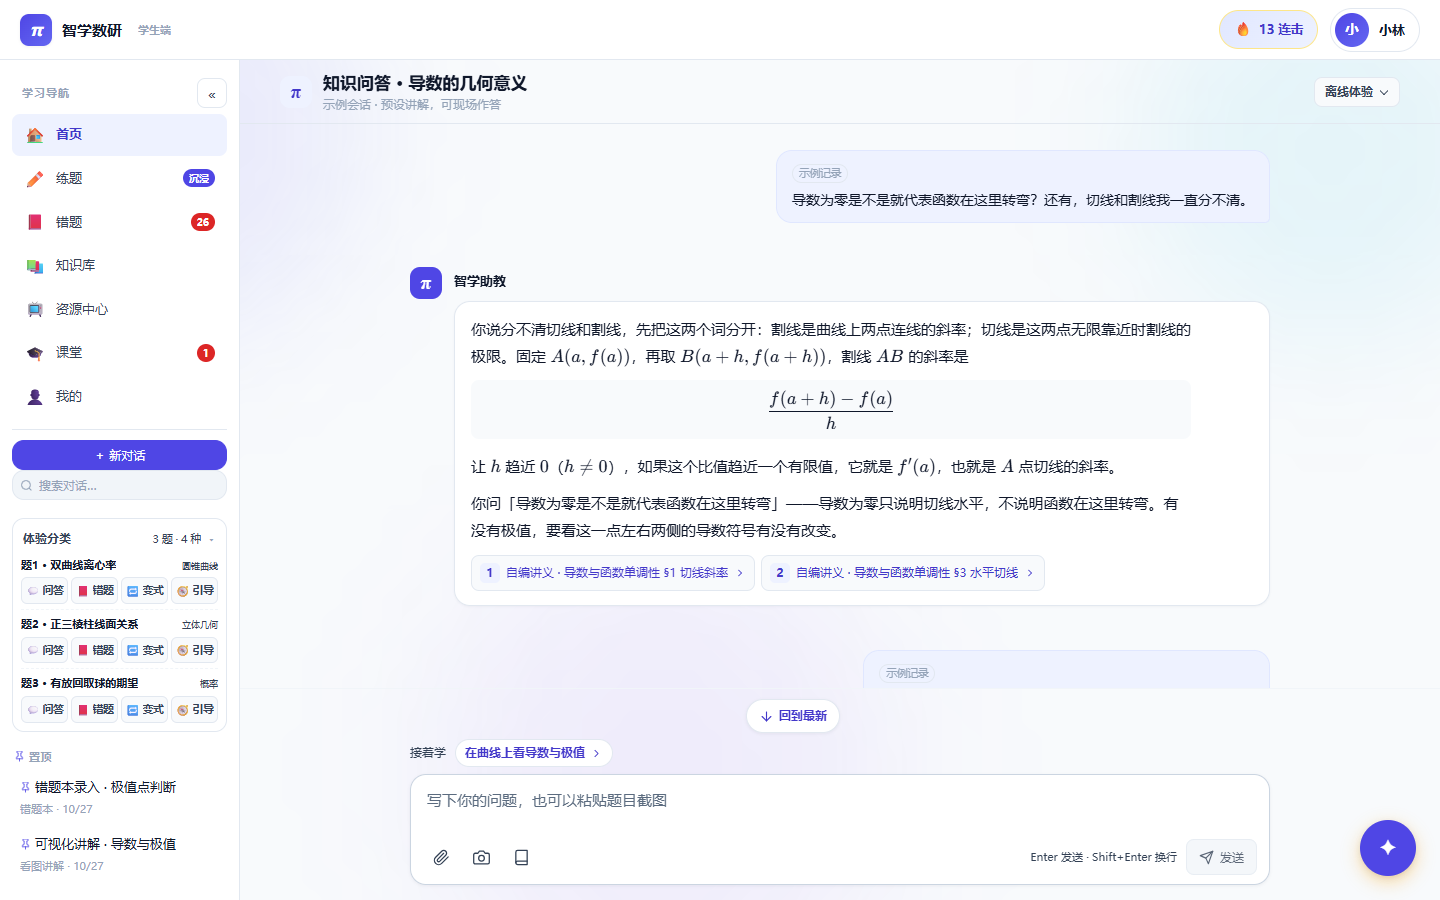 π 智学数研 学生端
🔥 13 连击
小 小林
学习导航 «
首页
练题 沉浸
错题 26
知识库
资源中心
课堂 1
我的
+ 新对话
搜索对话...
体验分类 3 题 · 4 种
题1 • 双曲线离心率 圆锥曲线
问答 错题 变式 引导
题2 • 正三棱柱线面关系 立体几何
问答 错题 变式 引导
题3 • 有放回取球的期望 概率
问答 错题 变式 引导
置顶
错题本录入 · 极值点判断
错题本 · 10/27
可视化讲解 · 导数与极值
看图讲解 · 10/27
π 知识问答 • 导数的几何意义
示例会话 · 预设讲解，可现场作答
离线体验
示例记录
导数为零是不是就代表函数在这里转弯？还有，切线和割线我一直分不清。
π 智学助教
你说分不清切线和割线，先把这两个词分开：割线是曲线上两点连线的斜率；切线是这两点无限靠近时割线的
极限。固定 A(a, f(a))，再取 B(a + h, f(a + h))，割线 AB 的斜率是
f(a + h) − f(a)
h
让 h 趋近 0（h ≠ 0），如果这个比值趋近一个有限值，它就是 f′(a)，也就是 A 点切线的斜率。
你问「导数为零是不是就代表函数在这里转弯」——导数为零只说明切线水平，不说明函数在这里转弯。有
没有极值，要看这一点左右两侧的导数符号有没有改变。
1 自编讲义 · 导数与函数单调性 §1 切线斜率 ›
2 自编讲义 · 导数与函数单调性 §3 水平切线 ›
示例记录
↓ 回到最新
接着学 在曲线上看导数与极值 ›
写下你的问题，也可以粘贴题目截图
Enter 发送 · Shift+Enter 换行 发送